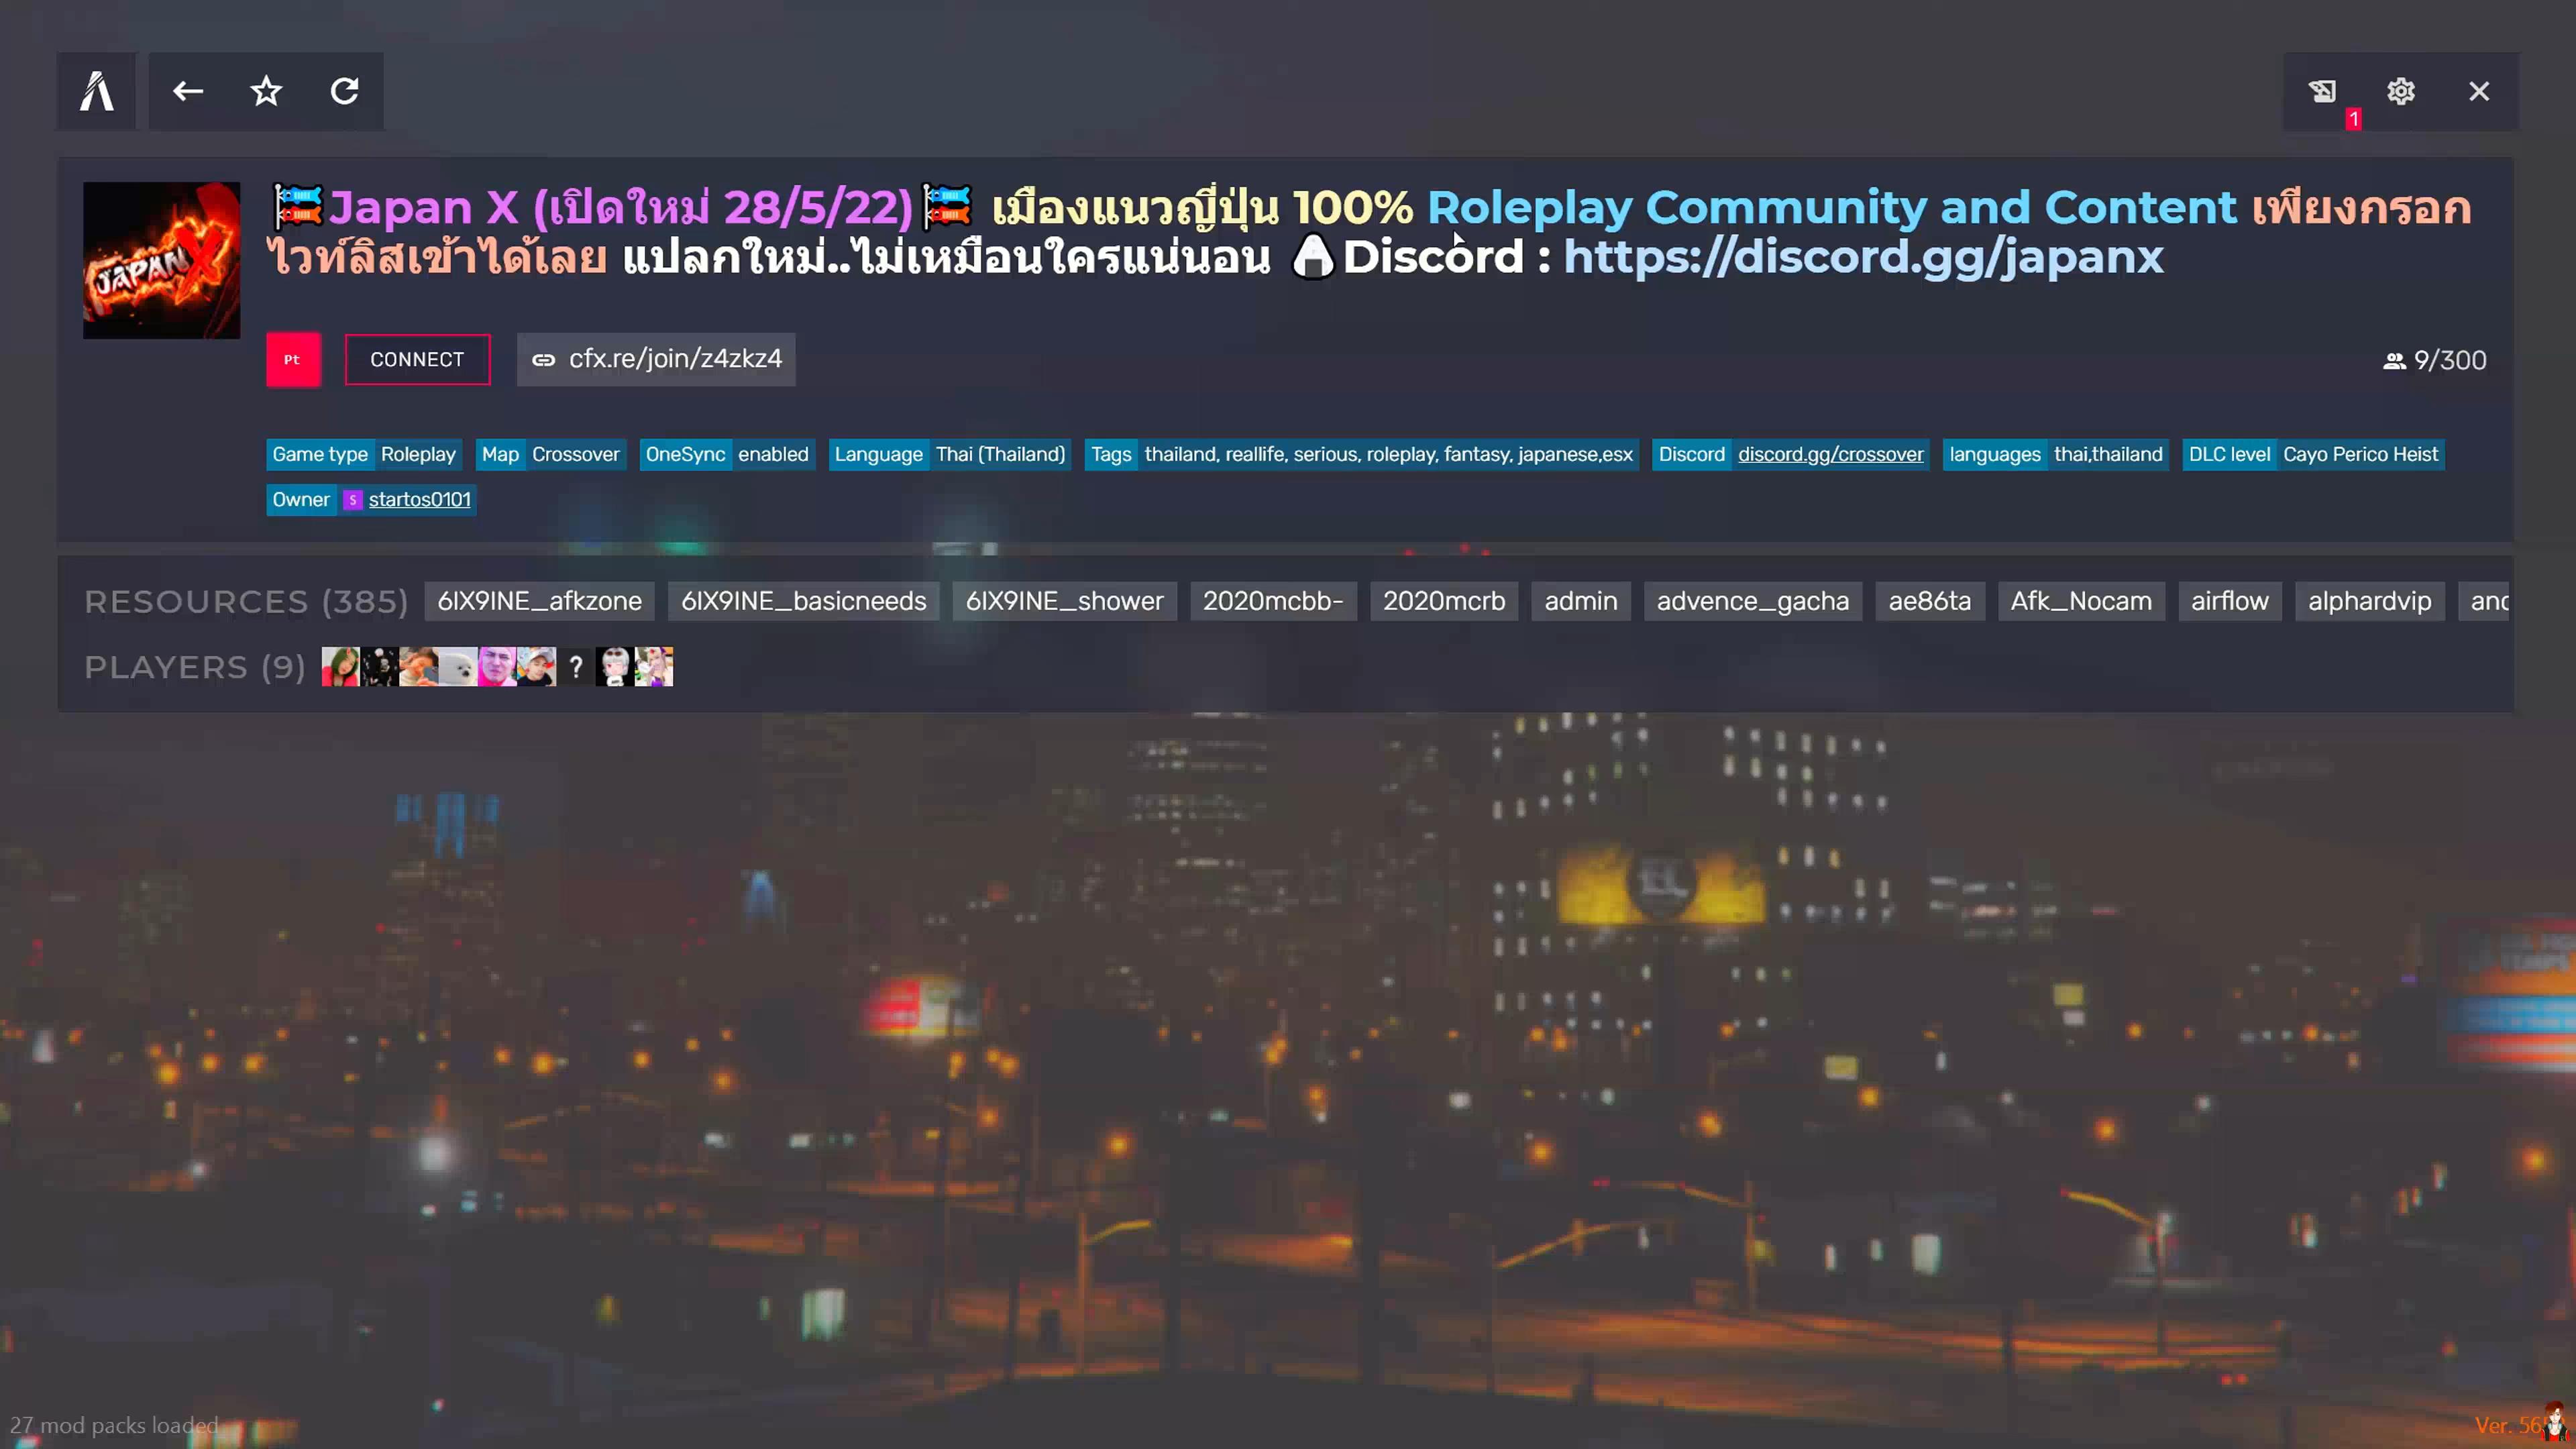 1
JAPAN X
Japan X (เปิดใหม่ 28/5/22) เมืองแนวญี่ปุ่น 100% Roleplay Community and Content เพียงกรอก
ไวท์ลิสเข้าได้เลย แปลกใหม่..ไม่เหมือนใครแน่นอน Discord : https://discord.gg/japanx
Pt CONNECT cfx.re/join/z4zkz4 9/300
Game type Roleplay Map Crossover OneSync enabled Language Thai (Thailand) Tags thailand, reallife, serious, roleplay, fantasy, japanese,esx Discord discord.gg/crossover languages thai,thailand DLC level Cayo Perico Heist
Owner S startos0101
RESOURCES (385) 6IX9INE_afkzone 6IX9INE_basicneeds 6IX9INE_shower 2020mcbb- 2020mcrb admin advence_gacha ae86ta Afk_Nocam airflow alphardvip
PLAYERS (9) ?
27 mod packs loaded
Ver.